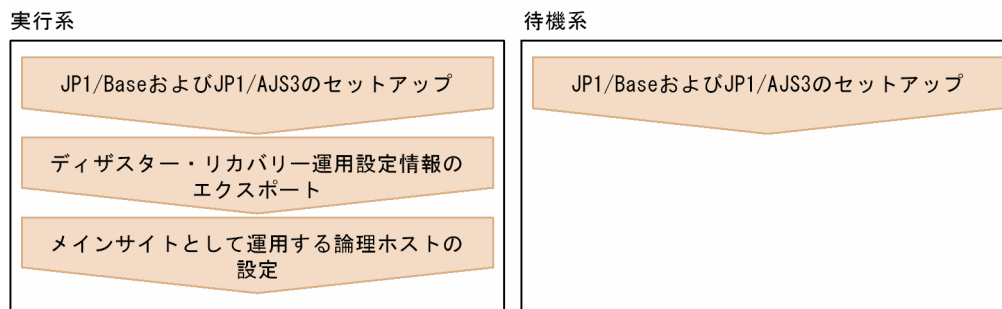 実行系
JP1/BaseおよびJP1/AJS3のセットアップ
ディザスター・リカバリー運用設定情報の
エクスポート
メインサイトとして運用する論理ホストの
設定
待機系
JP1/BaseおよびJP1/AJS3のセットアップ